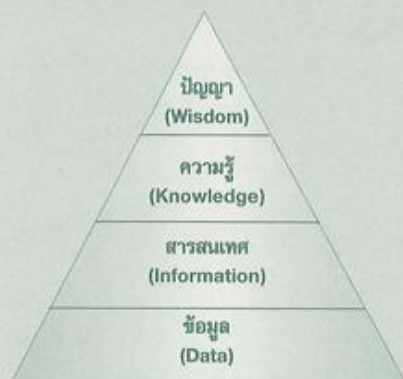 ปัญญา
(Wisdom)
ความรู้
(Knowledge)
สารสนเทศ
(Information)
ข้อมูล
(Data)